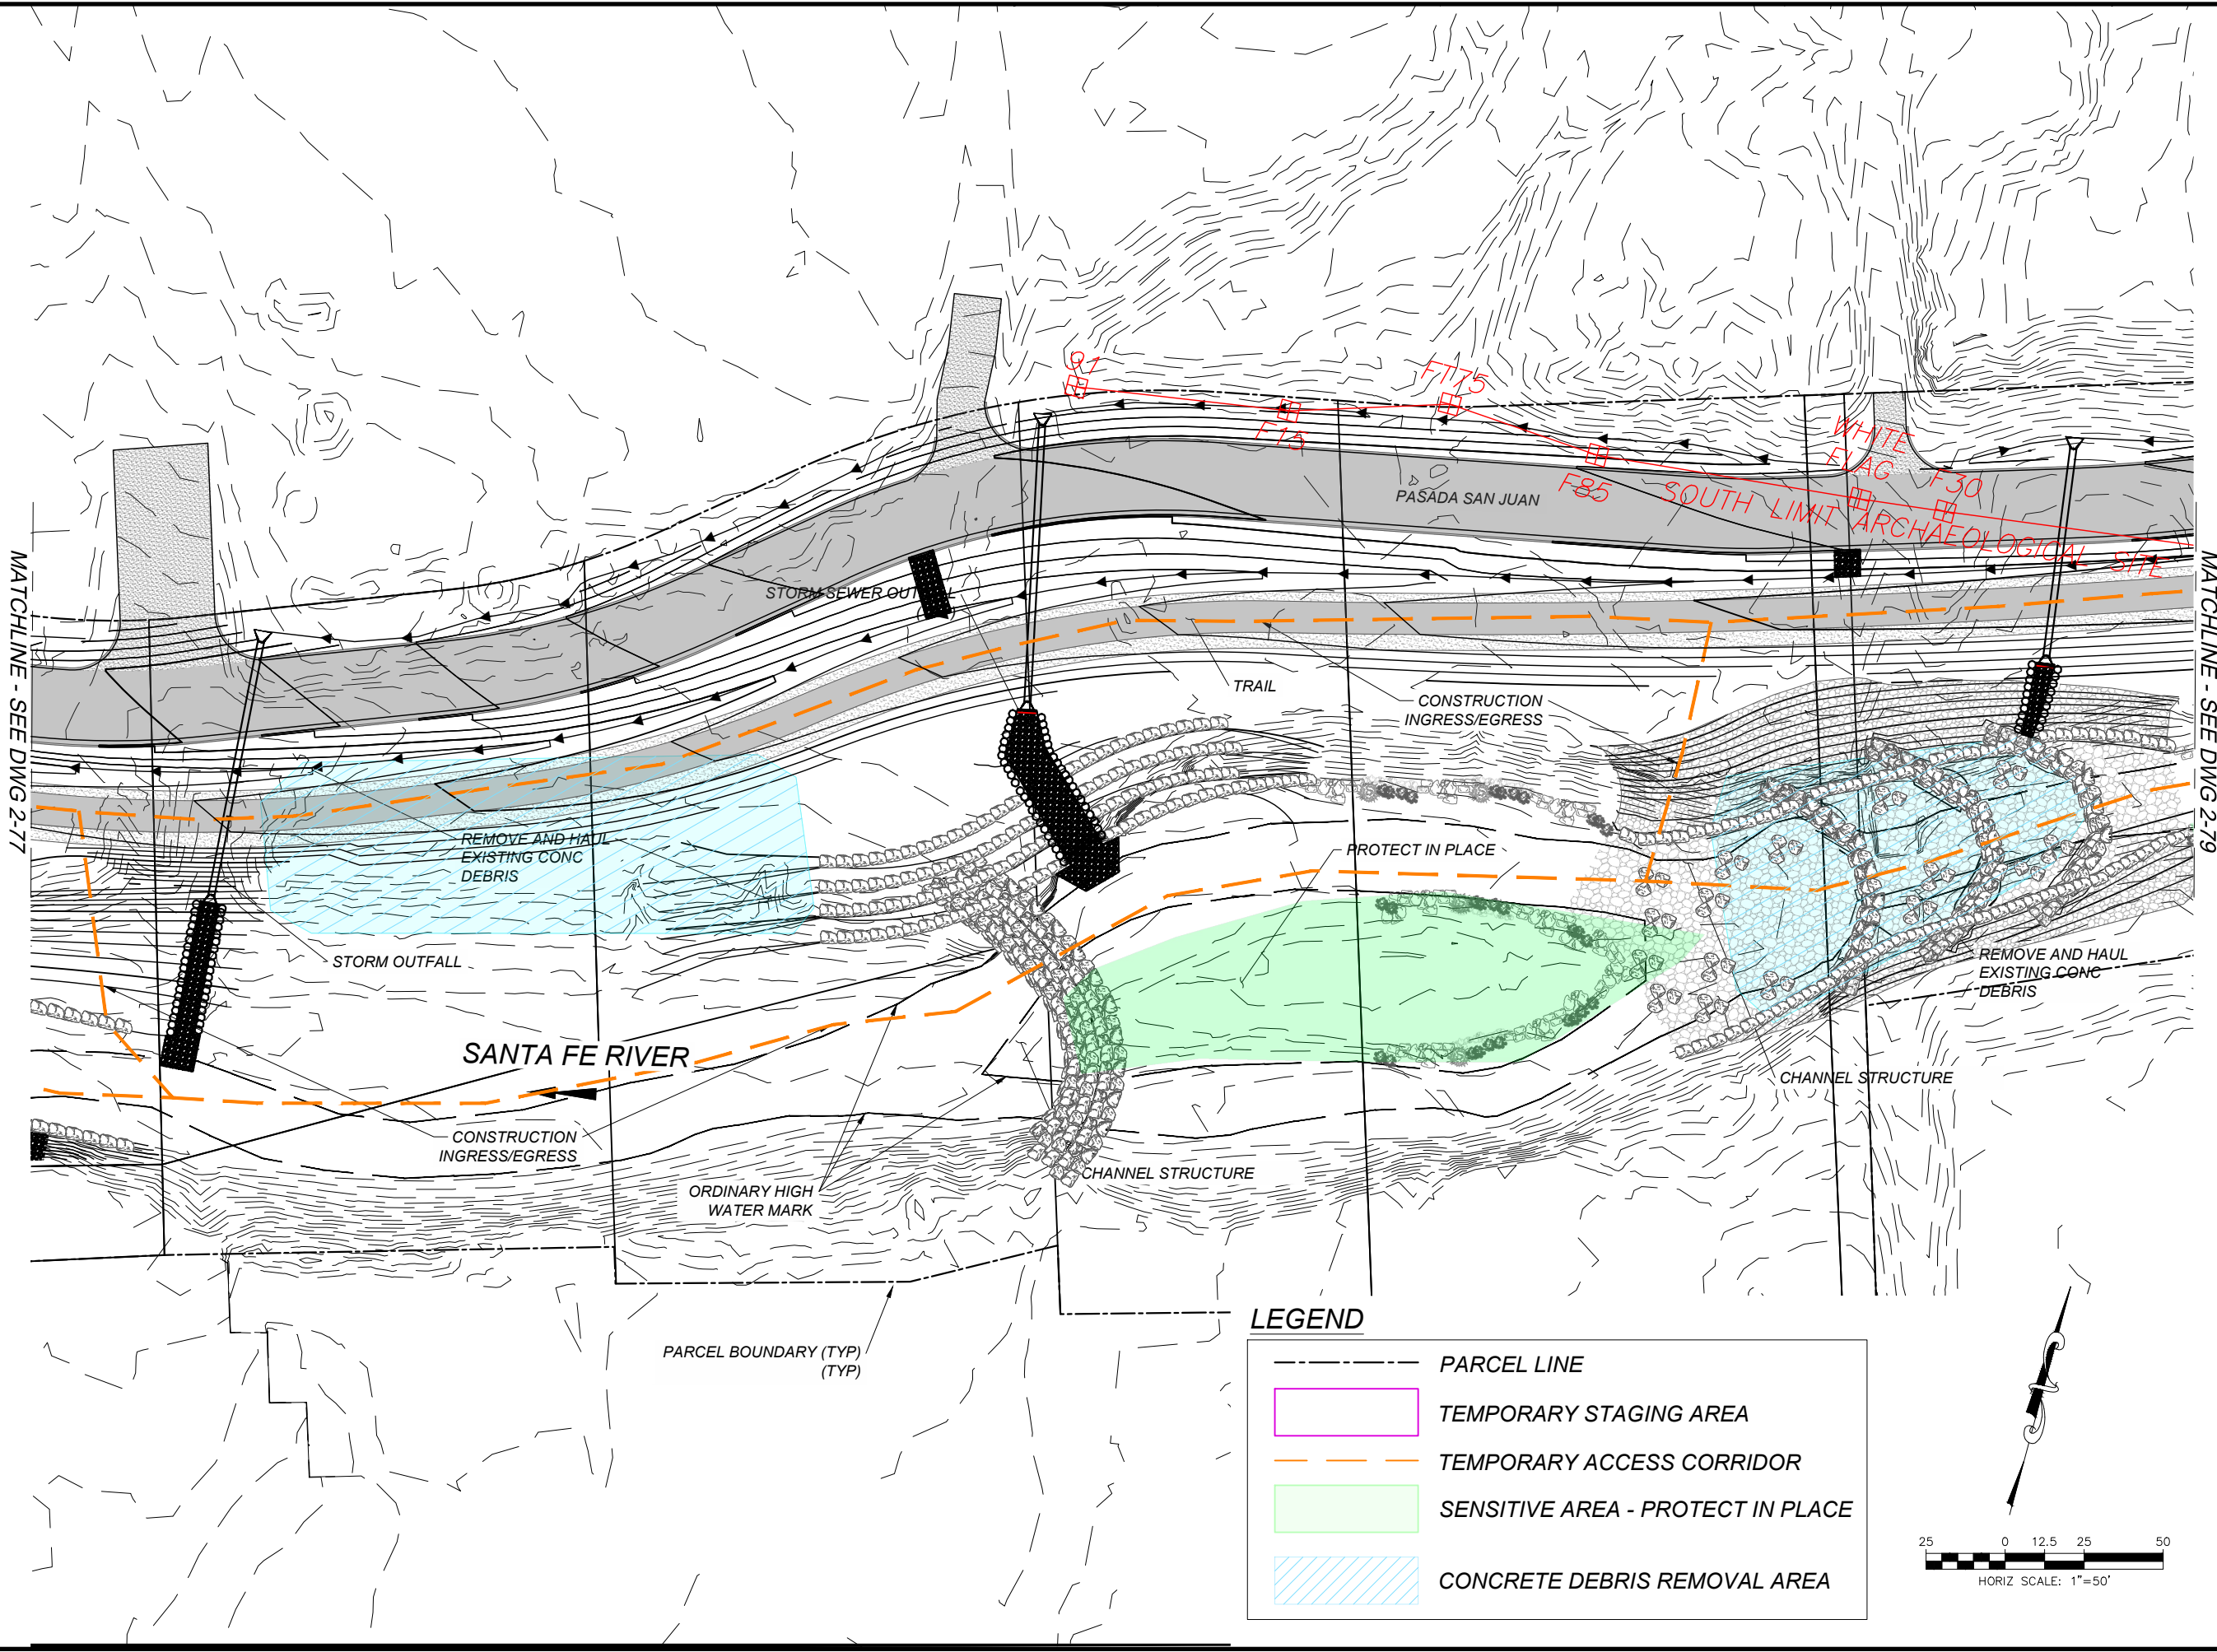 91
FT75
F15
WHITE
FLAG
F30
F85
SOUTH LIMIT ARCHAEOLOGICAL SITE
PASADA SAN JUAN
MATCHLINE - SEE DWG 2-77
MATCHLINE - SEE DWG 2-79
STORM SEWER OUTFALL
TRAIL
CONSTRUCTION
INGRESS/EGRESS
REMOVE AND HAUL
EXISTING CONC
DEBRIS
PROTECT IN PLACE
STORM OUTFALL
REMOVE AND HAUL
EXISTING CONC
DEBRIS
SANTA FE RIVER
CHANNEL STRUCTURE
CONSTRUCTION
INGRESS/EGRESS
CHANNEL STRUCTURE
ORDINARY HIGH
WATER MARK
PARCEL BOUNDARY (TYP)
(TYP)
LEGEND
PARCEL LINE
TEMPORARY STAGING AREA
TEMPORARY ACCESS CORRIDOR
SENSITIVE AREA - PROTECT IN PLACE
CONCRETE DEBRIS REMOVAL AREA
25 0 12.5 25 50
HORIZ SCALE: 1"=50'